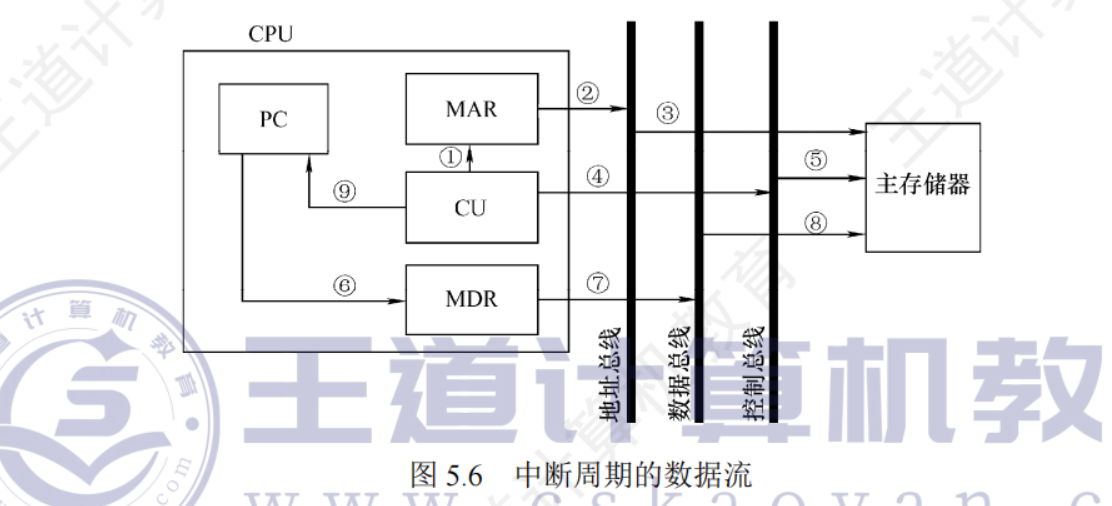 CPU
PC
MAR
②
③
①
④
⑤
主存储器
⑨
CU
⑧
⑥
MDR
⑦
地址总线
数据总线
控制总线
王道计算机教
图 5.6 中断周期的数据流
www.cskaoyan.c